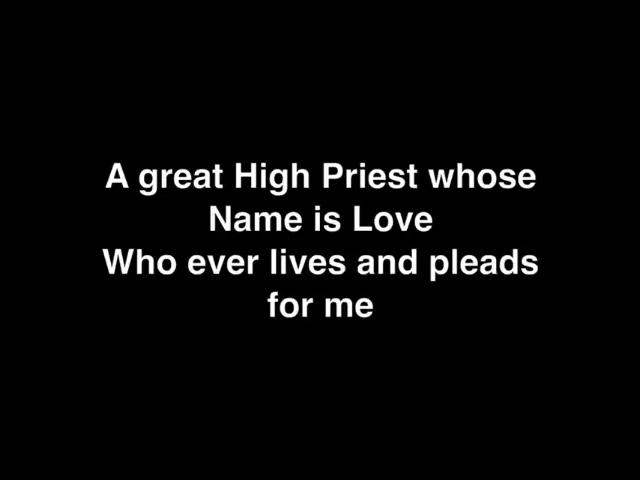 A great High Priest whose
Name is Love
Who ever lives and pleads
for me